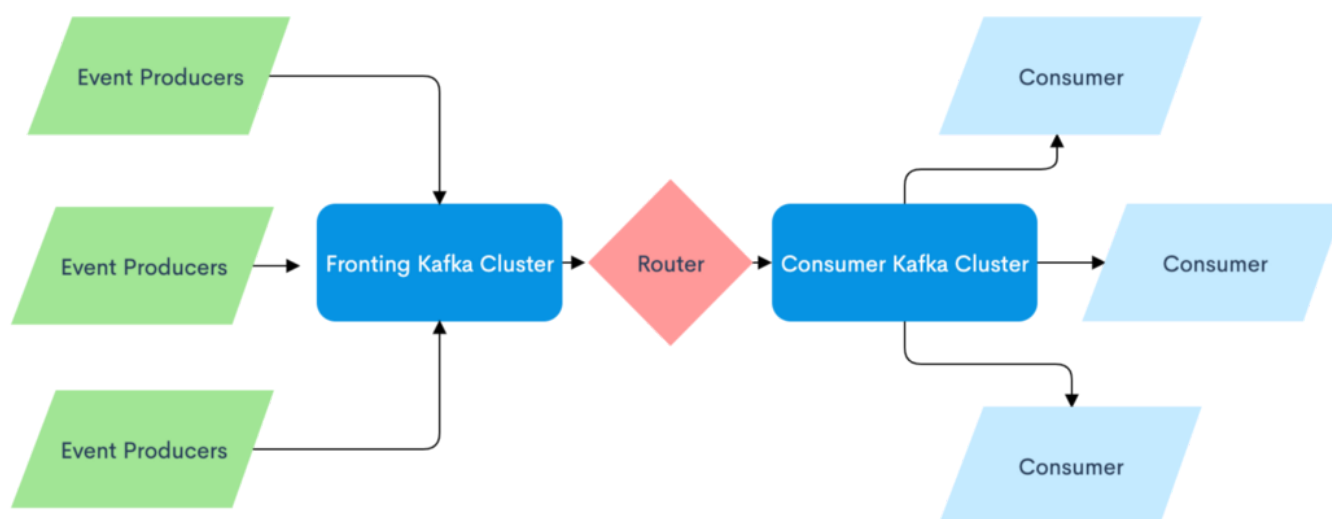 Event Producers
Consumer
Event Producers
Fronting Kafka Cluster
Router
Consumer Kafka Cluster
Consumer
Event Producers
Consumer